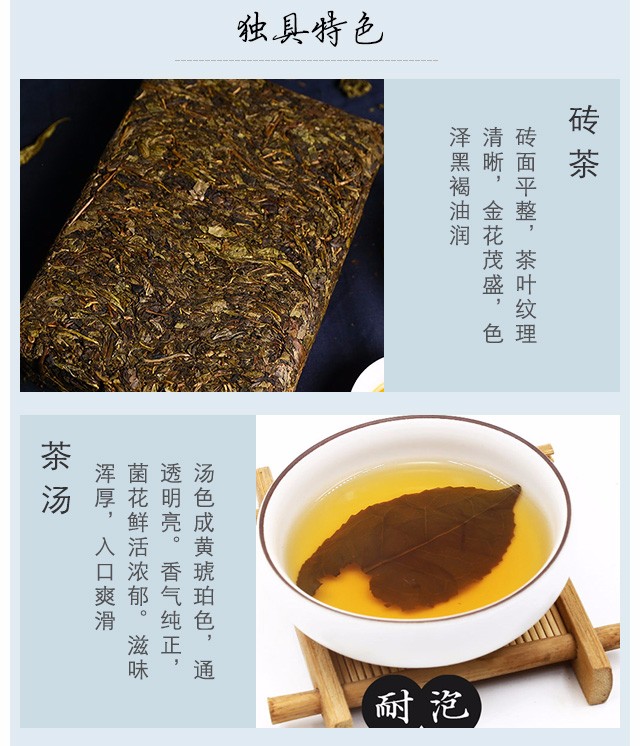 独具特色
砖茶
砖面平整，茶叶纹理
清晰，金花茂盛，色
泽黑褐油润
茶汤
汤色成黄琥珀色，通
透明亮。香气纯正，
菌花鲜活浓郁。滋味
浑厚，入口爽滑
耐泡